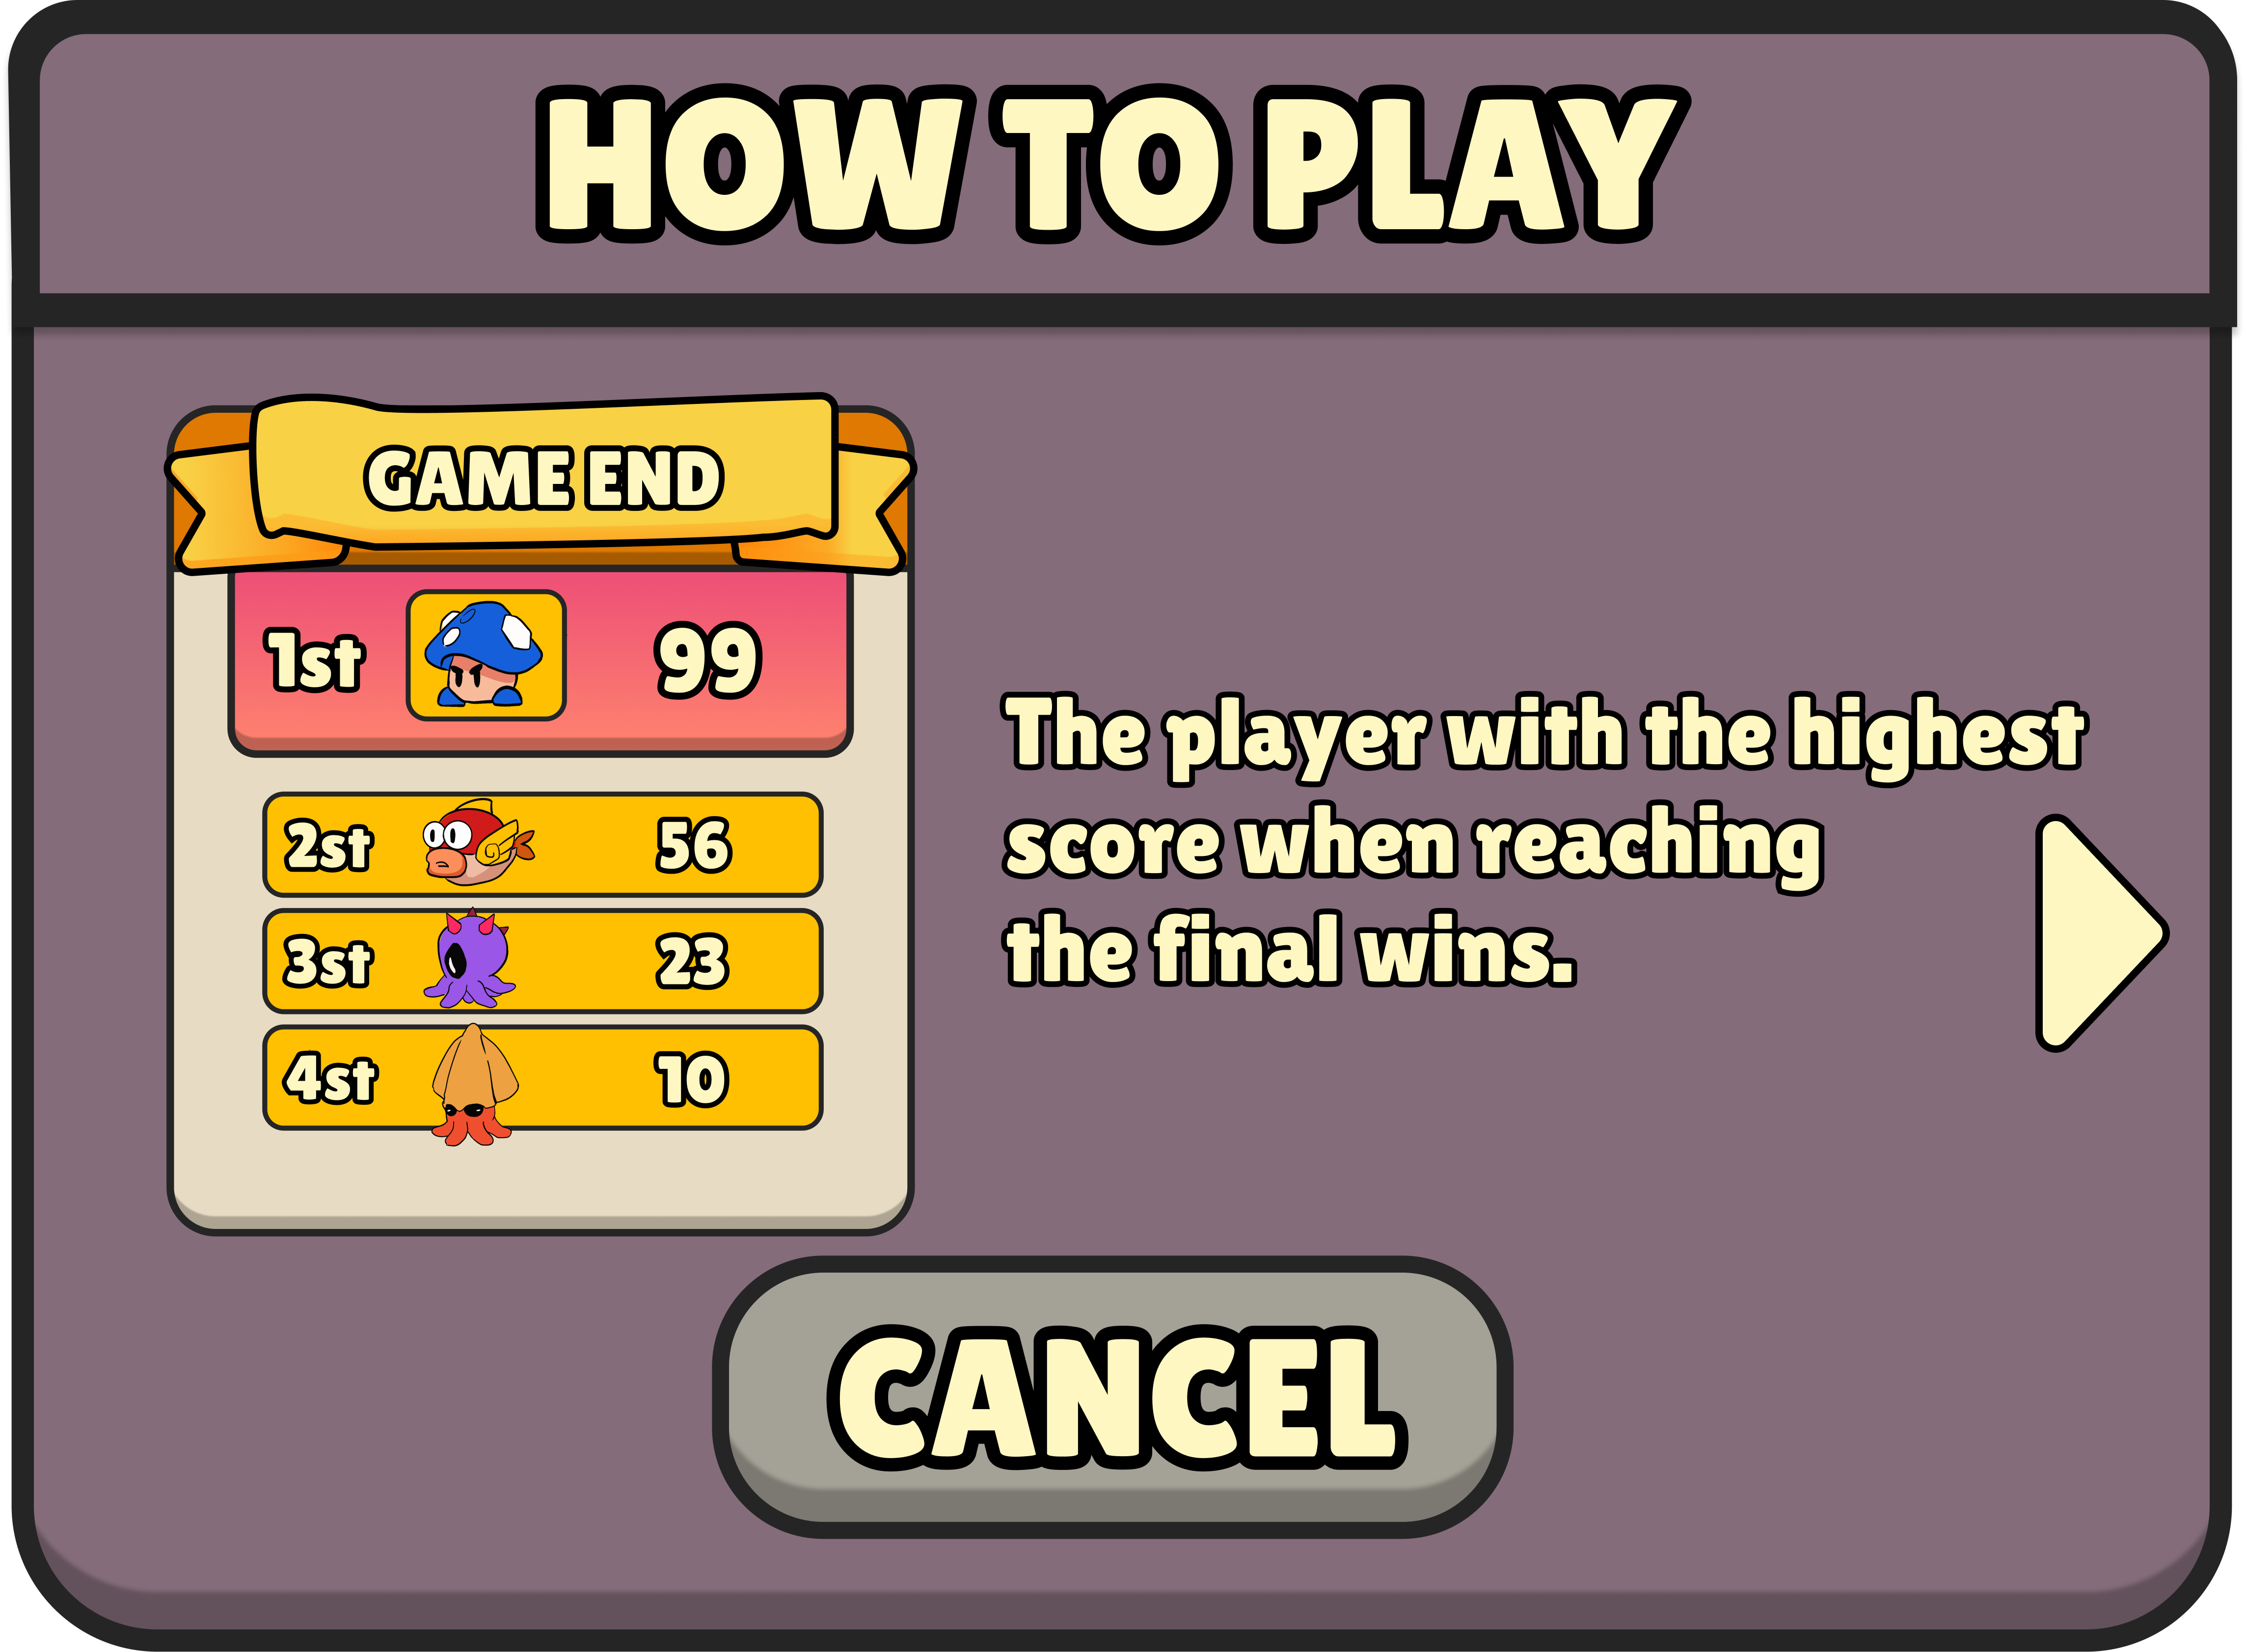 HOW TO PLAY
GAME END
1st 99
2st 56
3st 23
4st 10
The player with the highest
score when reaching
the final wins.
CANCEL